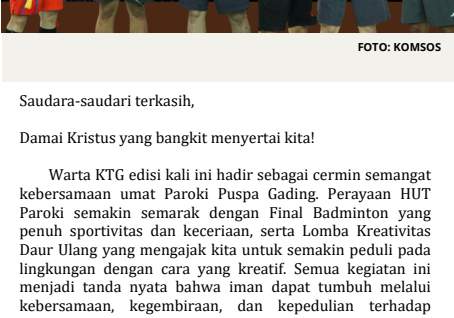 FOTO: KOMSOS
Saudara-saudari terkasih,
Damai Kristus yang bangkit menyertai kita!
Warta KTG edisi kali ini hadir sebagai cermin semangat
kebersamaan umat Paroki Puspa Gading. Perayaan HUT
Paroki semakin semarak dengan Final Badminton yang
penuh sportivitas dan keceriaan, serta Lomba Kreativitas
Daur Ulang yang mengajak kita untuk semakin peduli pada
lingkungan dengan cara yang kreatif. Semua kegiatan ini
menjadi tanda nyata bahwa iman dapat tumbuh melalui
kebersamaan, kegembiraan, dan kepedulian terhadap